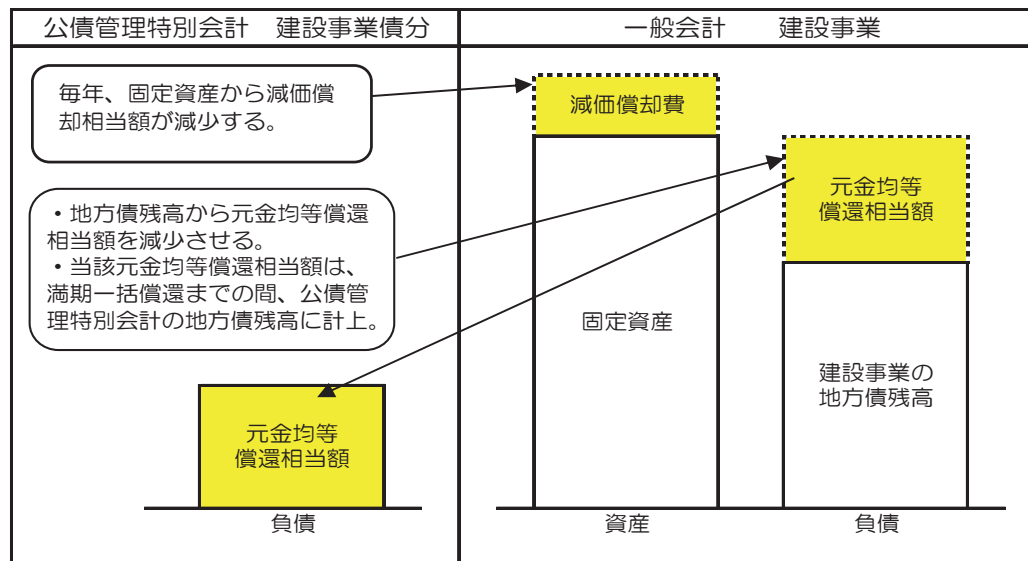 公債管理特別会計　建設事業債分
一般会計　　建設事業
毎年、固定資産から減価償
却相当額が減少する。
・地方債残高から元金均等償還
相当額を減少させる。
・当該元金均等償還相当額は、
満期一括償還までの間、公債管
理特別会計の地方債残高に計上。
元金均等
償還相当額
負債
減価償却費
固定資産
資産
元金均等
償還相当額
建設事業の
地方債残高
負債